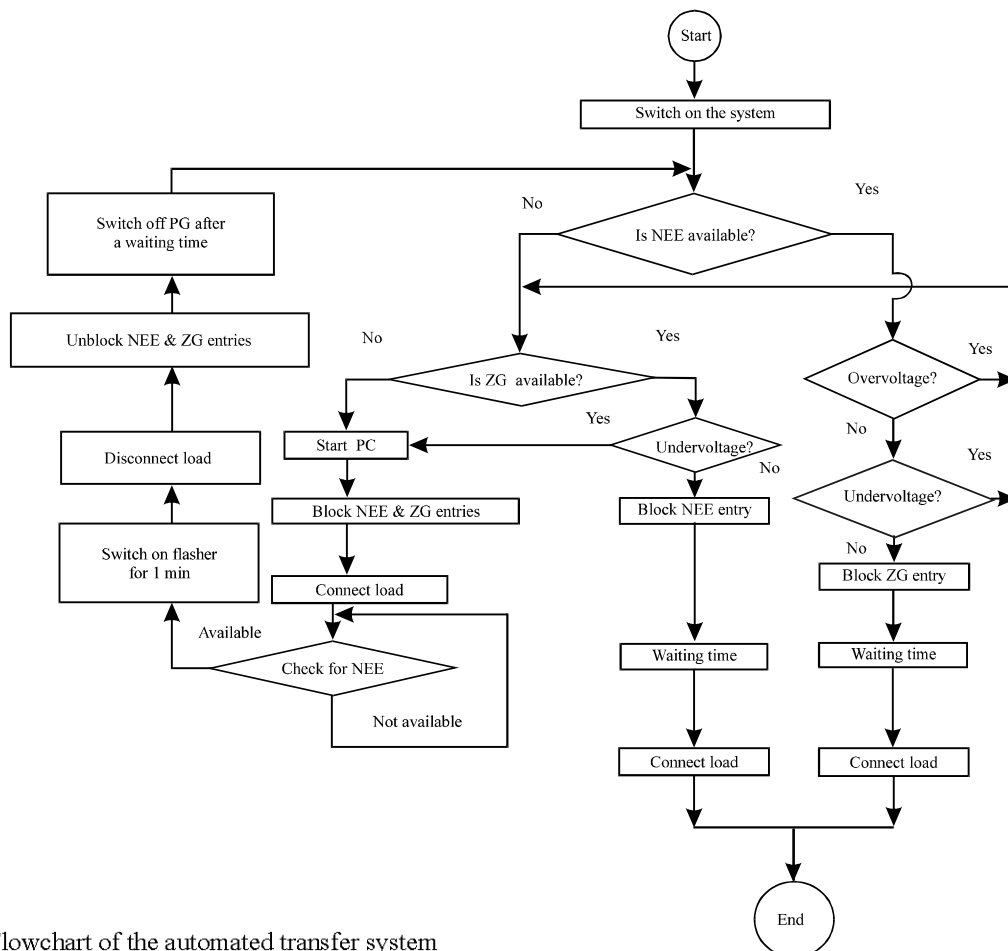 Start
Switch on the system
Yes
No
Is NEE available?
Switch off PG after
a waiting time
Unblock NEE & ZG entries
No
Yes
Is ZG available?
Overvoltage?
Yes
No
Disconnect load
Start PC
Yes
Undervoltage?
No
Undervoltage?
Yes
No
Block NEE & ZG entries
Block NEE entry
Block ZG entry
Switch on flasher
for 1 min
Connect load
Available
Check for NEE
Not available
Waiting time
Waiting time
Connect load
Connect load
End
lowchart of the automated transfer system